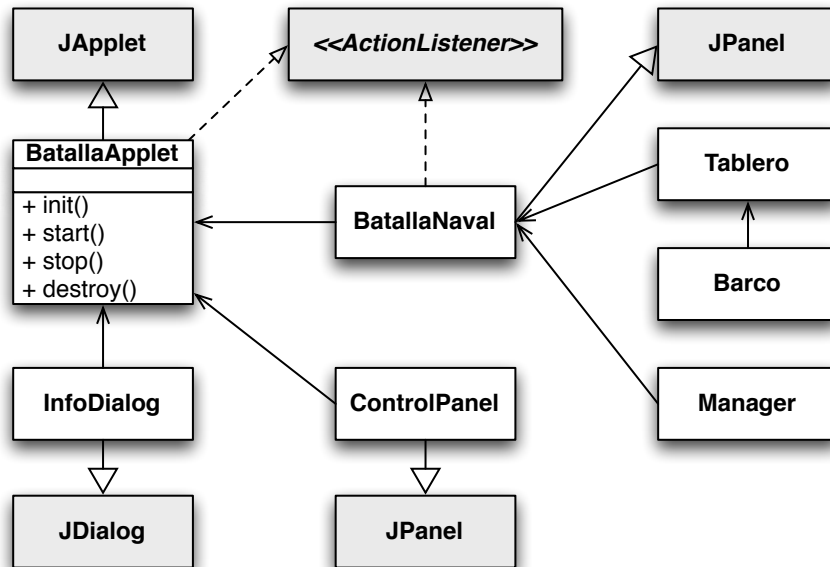 JApplet
<<ActionListener>>
JPanel
BatallaApplet
+ init()
+ start()
+ stop()
+ destroy()
BatallaNaval
Tablero
Barco
InfoDialog
ControlPanel
Manager
JDialog
JPanel